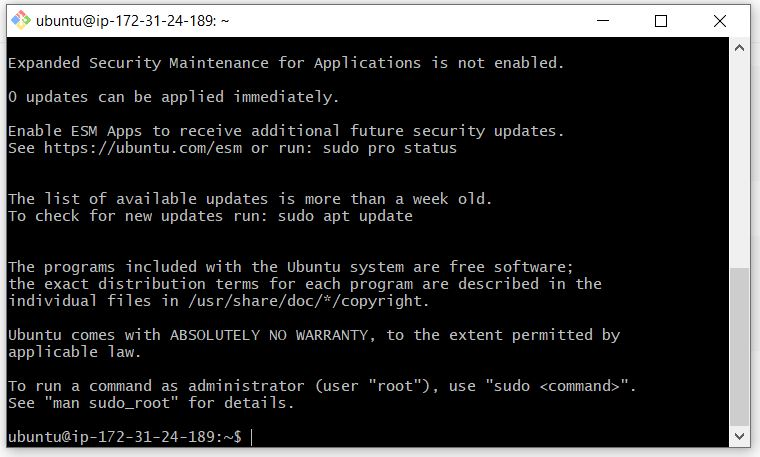 ubuntu@ip-172-31-24-189: ~
Expanded Security Maintenance for Applications is not enabled.
0 updates can be applied immediately.
Enable ESM Apps to receive additional future security updates.
See https://ubuntu.com/esm or run: sudo pro status
The list of available updates is more than a week old.
To check for new updates run: sudo apt update
The programs included with the Ubuntu system are free software;
the exact distribution terms for each program are described in the
individual files in /usr/share/doc/*/copyright.
Ubuntu comes with ABSOLUTELY NO WARRANTY, to the extent permitted by
applicable law.
To run a command as administrator (user "root"), use "sudo <command>".
See "man sudo_root" for details.
ubuntu@ip-172-31-24-189:~$